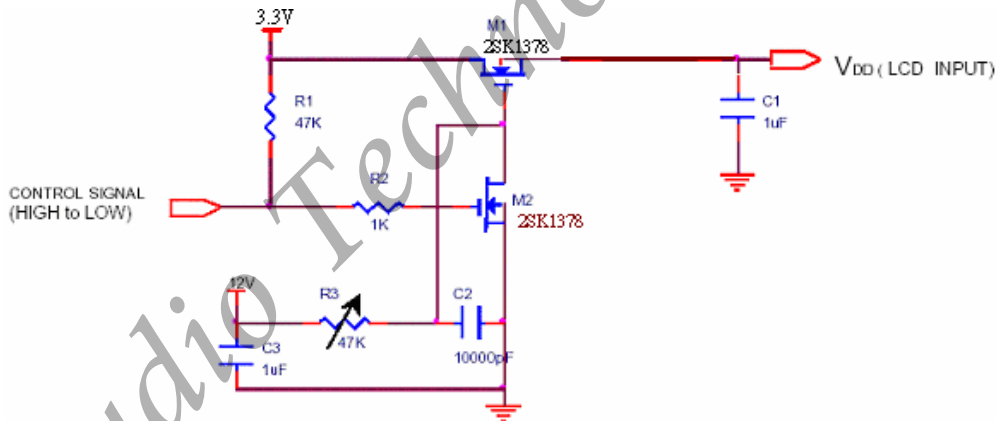 3.3V
M1
2SK1378
VDD ( LCD INPUT)
R1
47K
C1
1uF
CONTROL SIGNAL
(HIGH to LOW)
R2
1K
M2
2SK1378
12V
R3
47K
C2
10000pF
C3
1uF